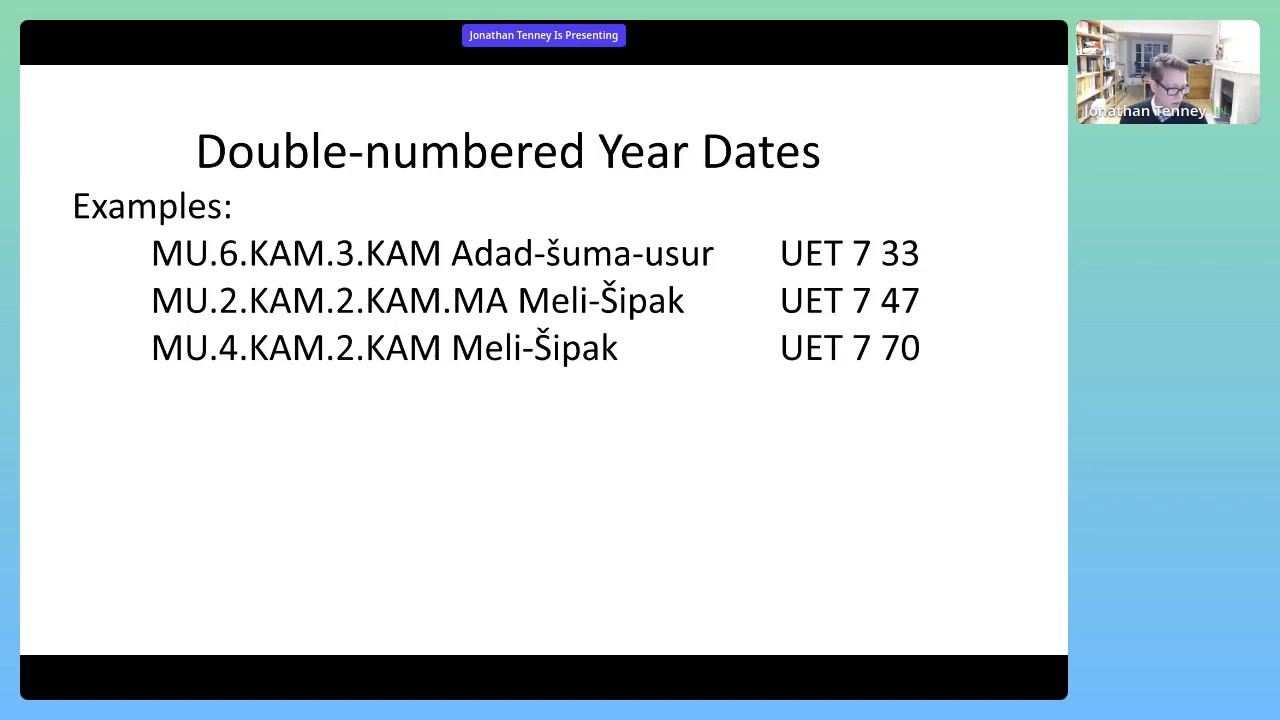 Jonathan Tenney Is Presenting
Jonathan Tenney
Double-numbered Year Dates
Examples:
MU.6.KAM.3.KAM Adad-šuma-usur UET 7 33
MU.2.KAM.2.KAM.MA Meli-Šipak UET 7 47
MU.4.KAM.2.KAM Meli-Šipak UET 7 70